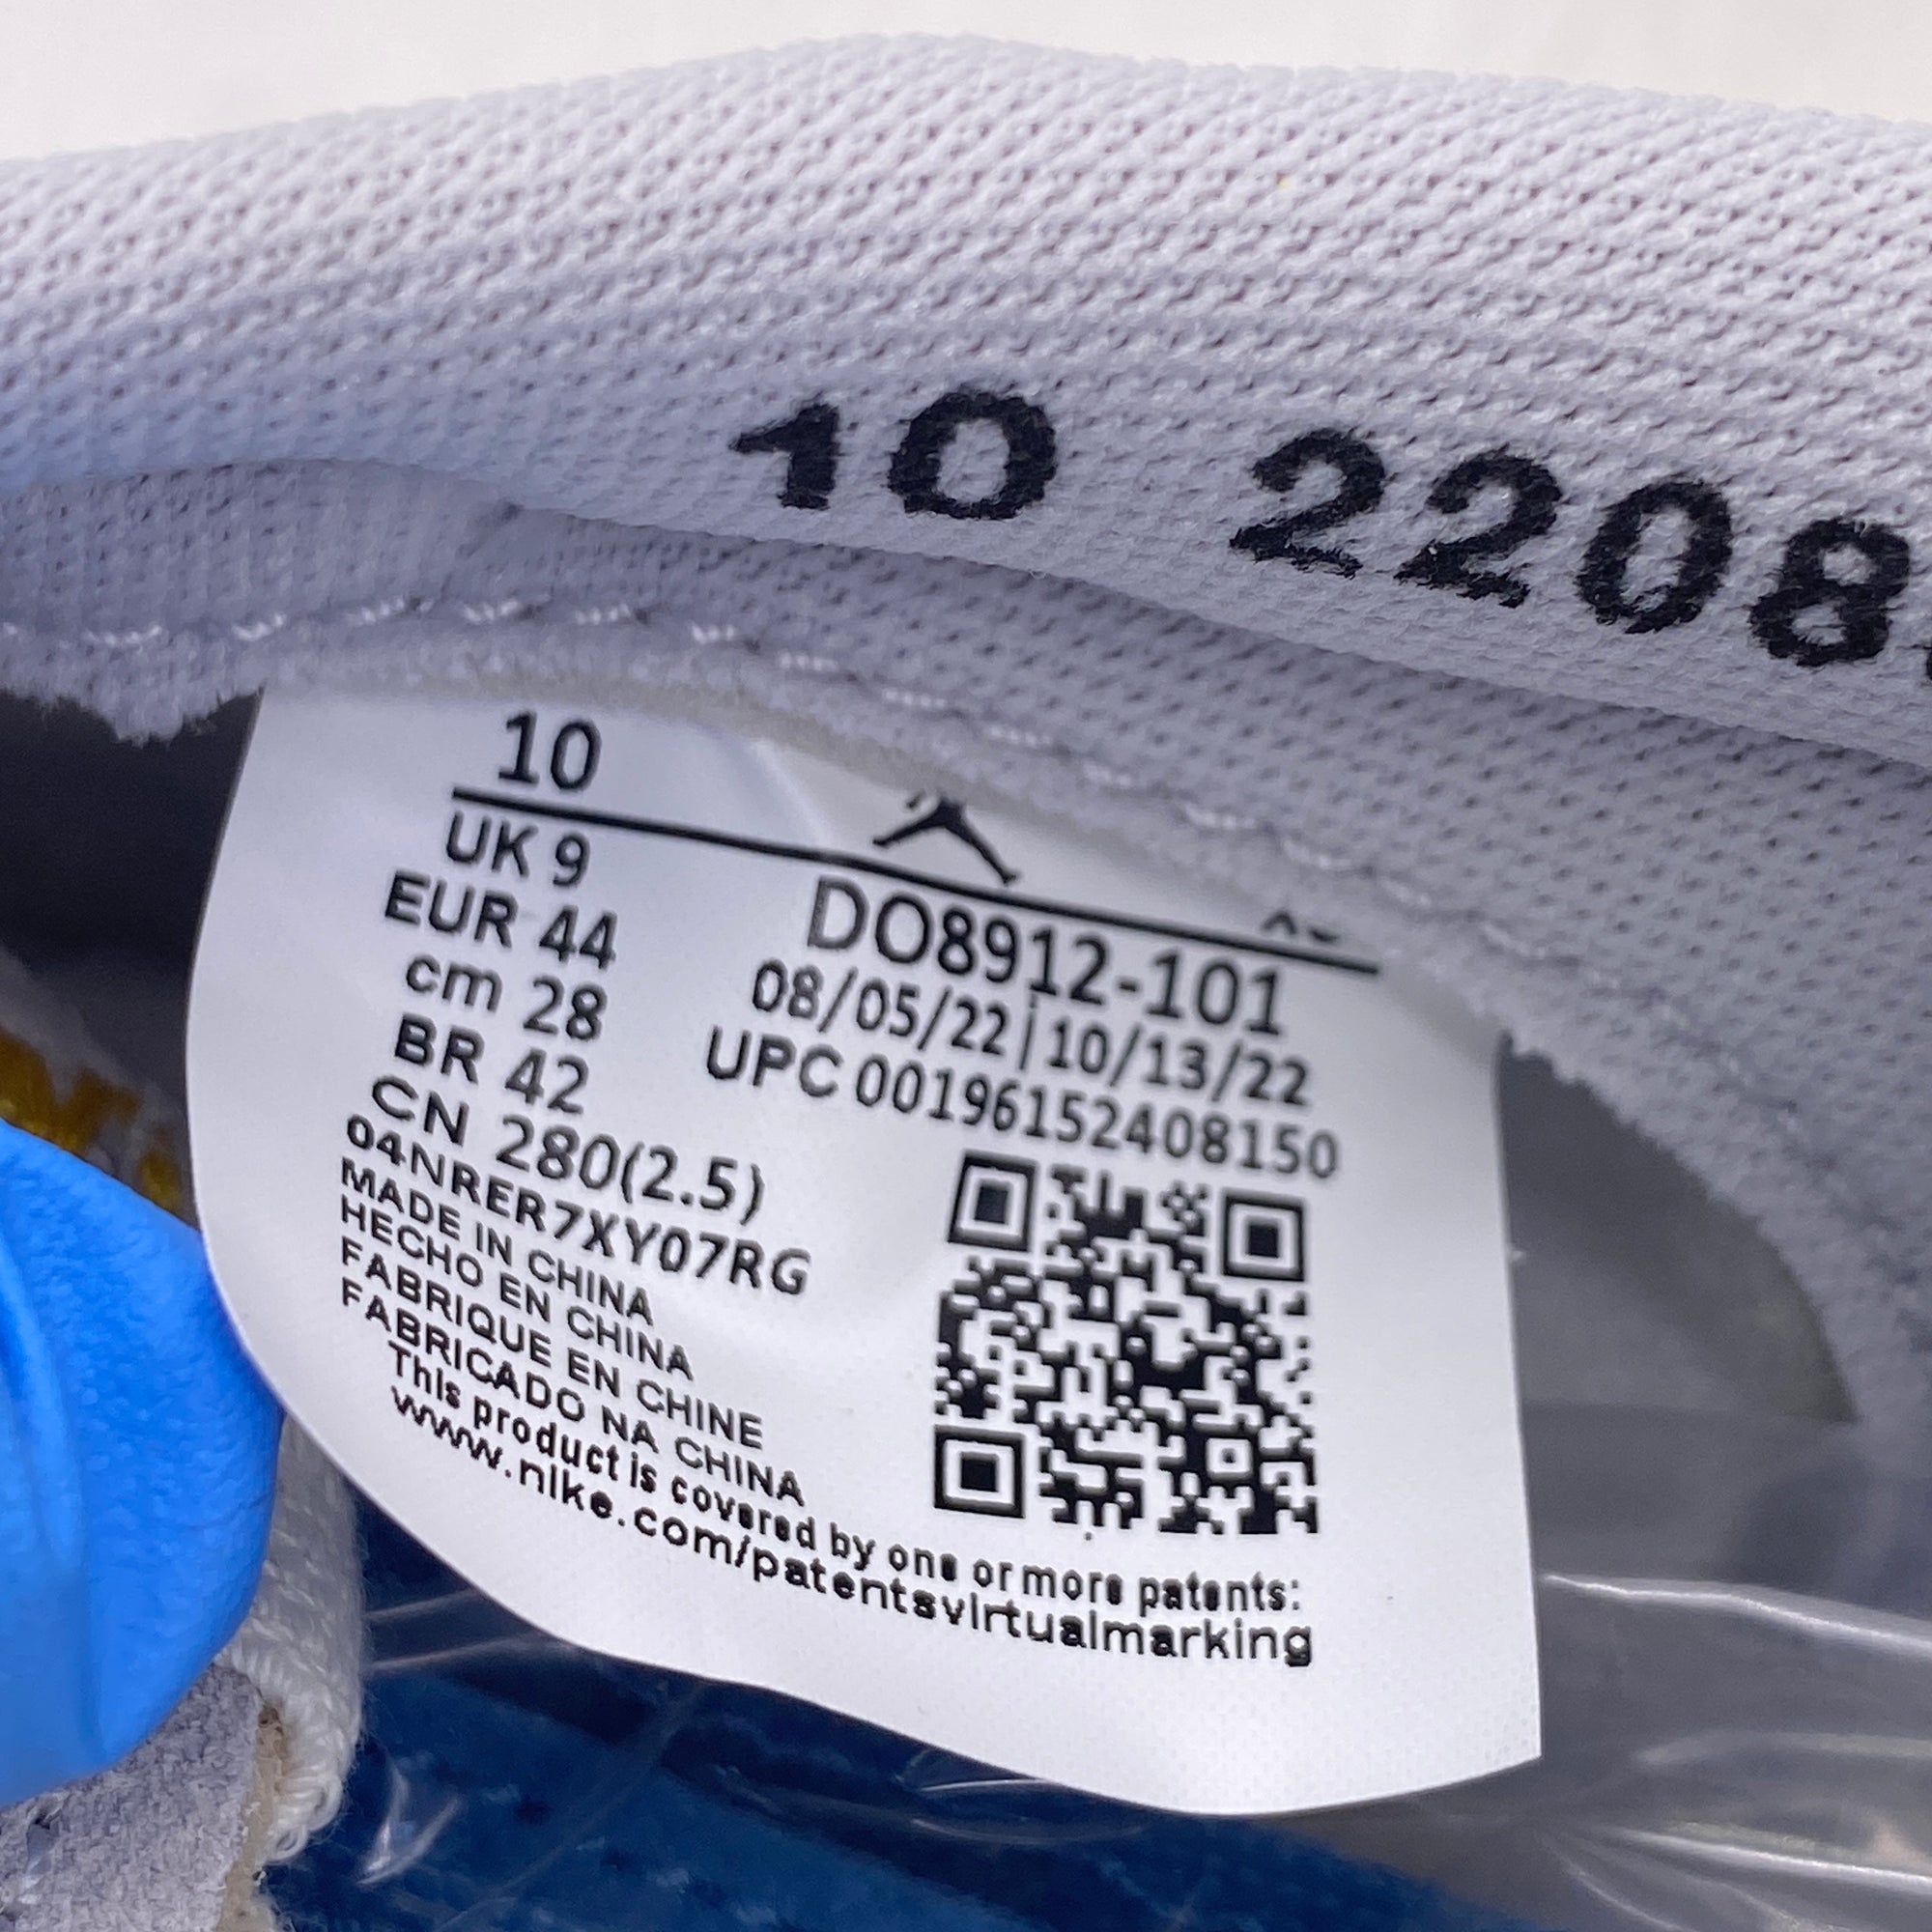 10 2208
10
UK 9
EUR 44
cm 28
BR 42
CN 280(2.5)
04NRER7XY07RG
MADE IN CHINA
HECHO EN CHINA
FABRIQUE EN CHINE
FABRICADO NA CHINA
DO8912-101
08/05/22|10/13/22
UPC 00196152408150
This product is covered by one or more patents:
www.nike.com/patentsvirtualmarking